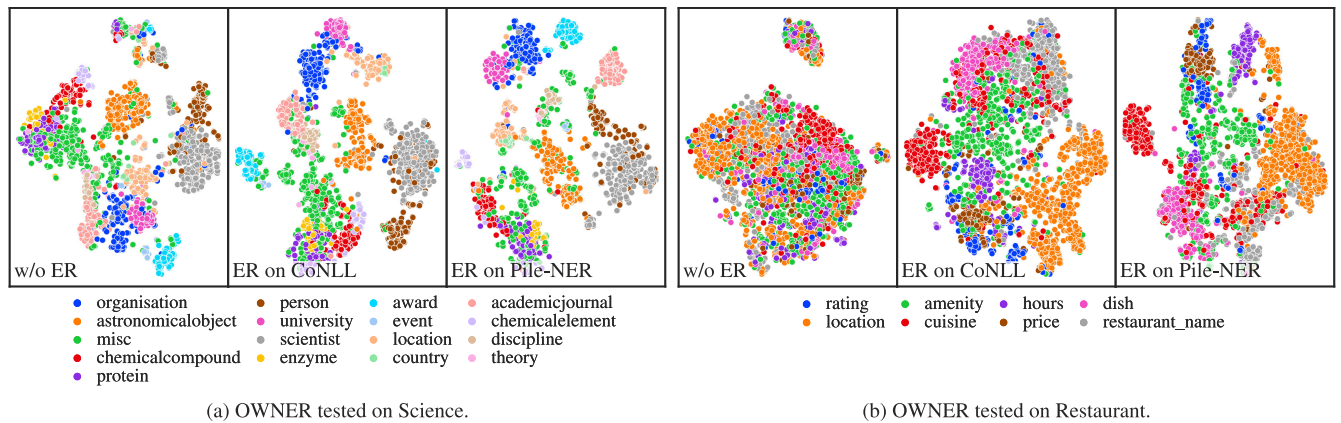 w/o ER
ER on CoNLL
ER on Pile-NER
organisation
person
award
academicjournal
astronomicalobject
university
event
chemicalelement
misc
scientist
location
discipline
chemicalcompound
enzyme
country
theory
protein
(a) OWNER tested on Science.
w/o ER
ER on CoNLL
ER on Pile-NER
rating
amenity
hours
dish
location
cuisine
price
restaurant_name
(b) OWNER tested on Restaurant.